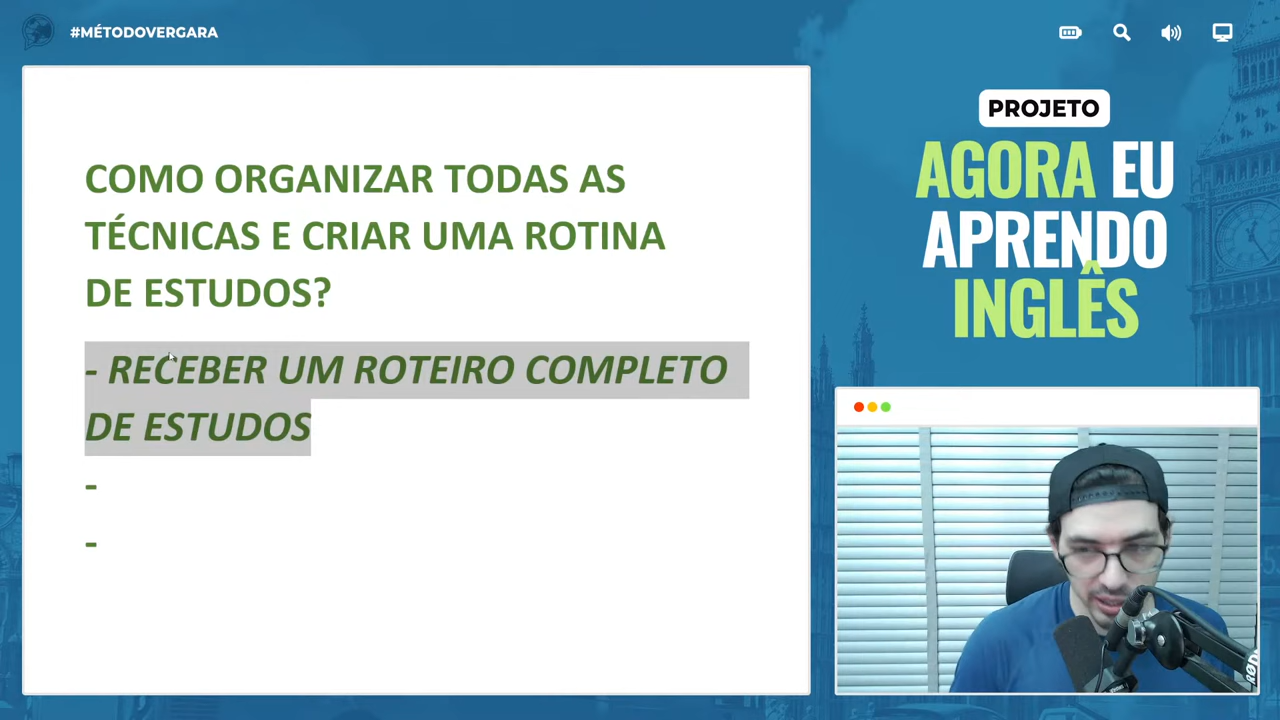 #MÉTODOVERGARA
COMO ORGANIZAR TODAS AS
TÉCNICAS E CRIAR UMA ROTINA
DE ESTUDOS?
- RECEBER UM ROTEIRO COMPLETO
DE ESTUDOS
-
-
PROJETO
AGORA EU
APRENDO
INGLÊS